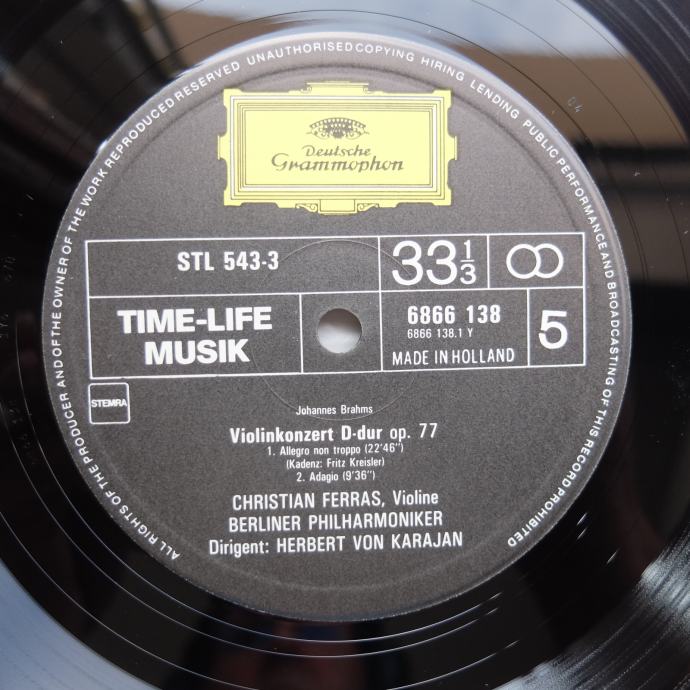 ALL RIGHTS OF THE PRODUCER AND OF THE OWNER OF THE WORK REPRODUCED RESERVED UNAUTHORISED COPYING HIRING LENDING PUBLIC PERFORMANCE AND BROADCASTING OF THIS RECORD PROHIBITED
Deutsche
Grammophon
STL 543-3
33 1/3
TIME-LIFE
MUSIK
6866 138
6866 138.1 Y
MADE IN HOLLAND
5
STEMRA
Johannes Brahms
Violinkonzert D-dur op. 77
1. Allegro non troppo (22'46")
(Kadenz: Fritz Kreisler)
2. Adagio (9'36")
CHRISTIAN FERRAS, Violine
BERLINER PHILHARMONIKER
Dirigent: HERBERT VON KARAJAN